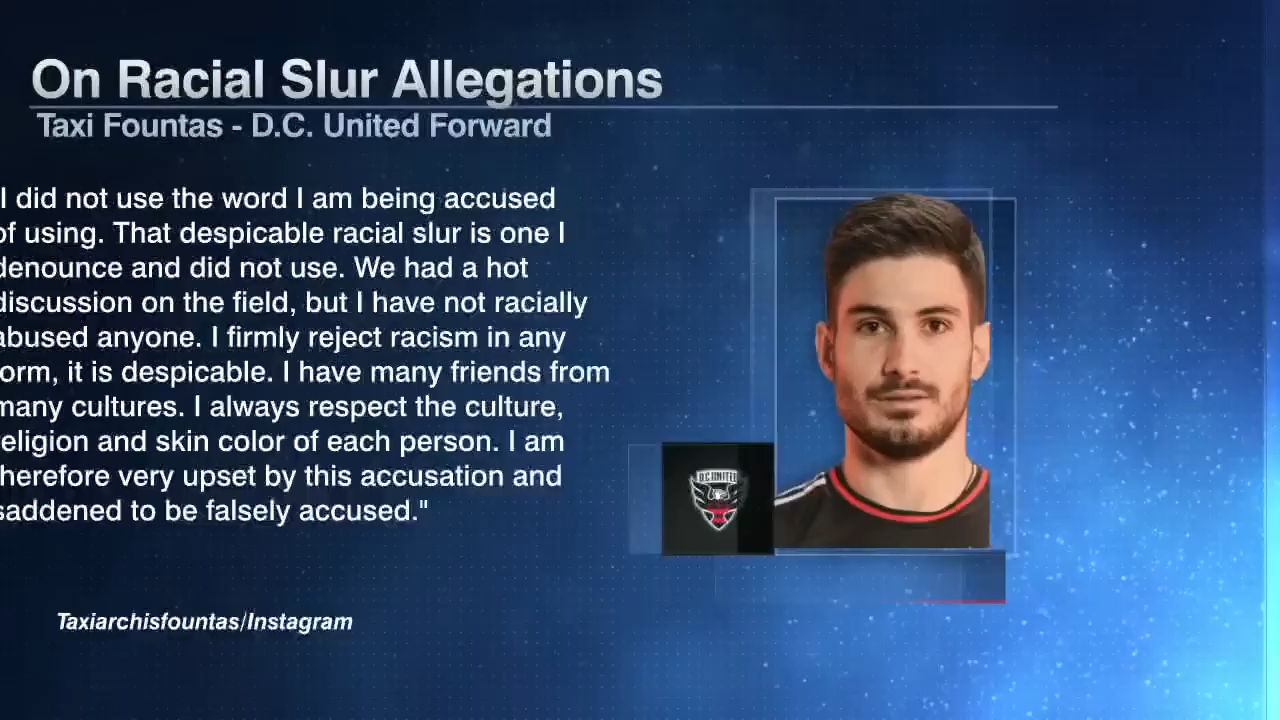 On Racial Slur Allegations
Taxi Fountas - D.C. United Forward
I did not use the word I am being accused
of using. That despicable racial slur is one I
denounce and did not use. We had a hot
discussion on the field, but I have not racially
abused anyone. I firmly reject racism in any
orm, it is despicable. I have many friends from
many cultures. I always respect the culture,
eligion and skin color of each person. I am
herefore very upset by this accusation and
saddened to be falsely accused."
D.C. UNITED
Taxiarchisfountas/Instagram